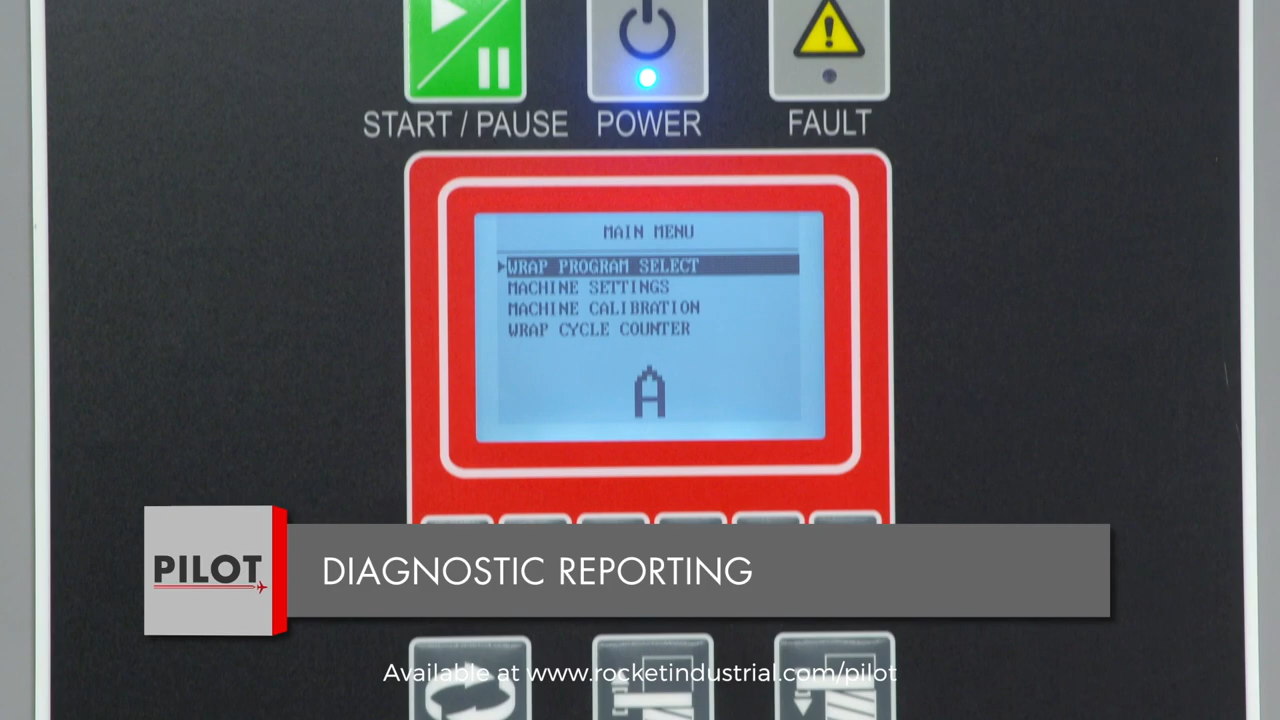 START / PAUSE
POWER
FAULT
MAIN MENU
WRAP PROGRAM SELECT
MACHINE SETTINGS
MACHINE CALIBRATION
WRAP CYCLE COUNTER
A
PILOT
DIAGNOSTIC REPORTING
Available at www.rocketindustrial.com/pilot